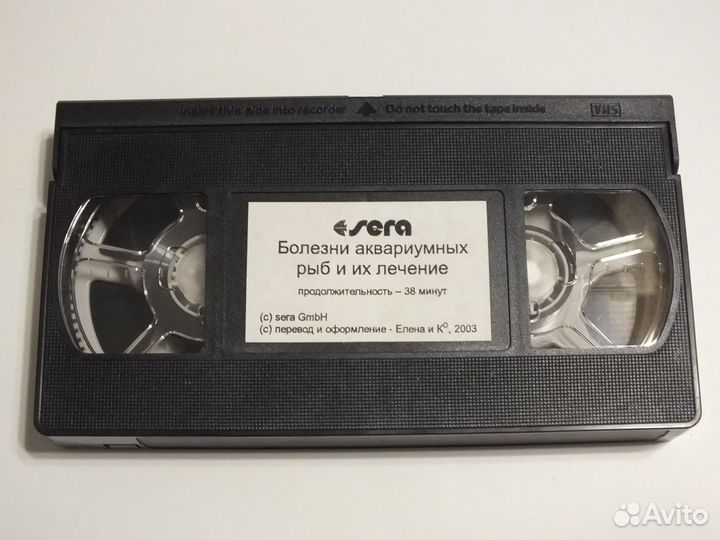 Insert this side into recorder Do not touch the tape inside VHS
sera
Болезни аквариумных
рыб и их лечение
продолжительность – 38 минут
(c) sera GmbH
(c) перевод и оформление - Елена и К°, 2003
Avito